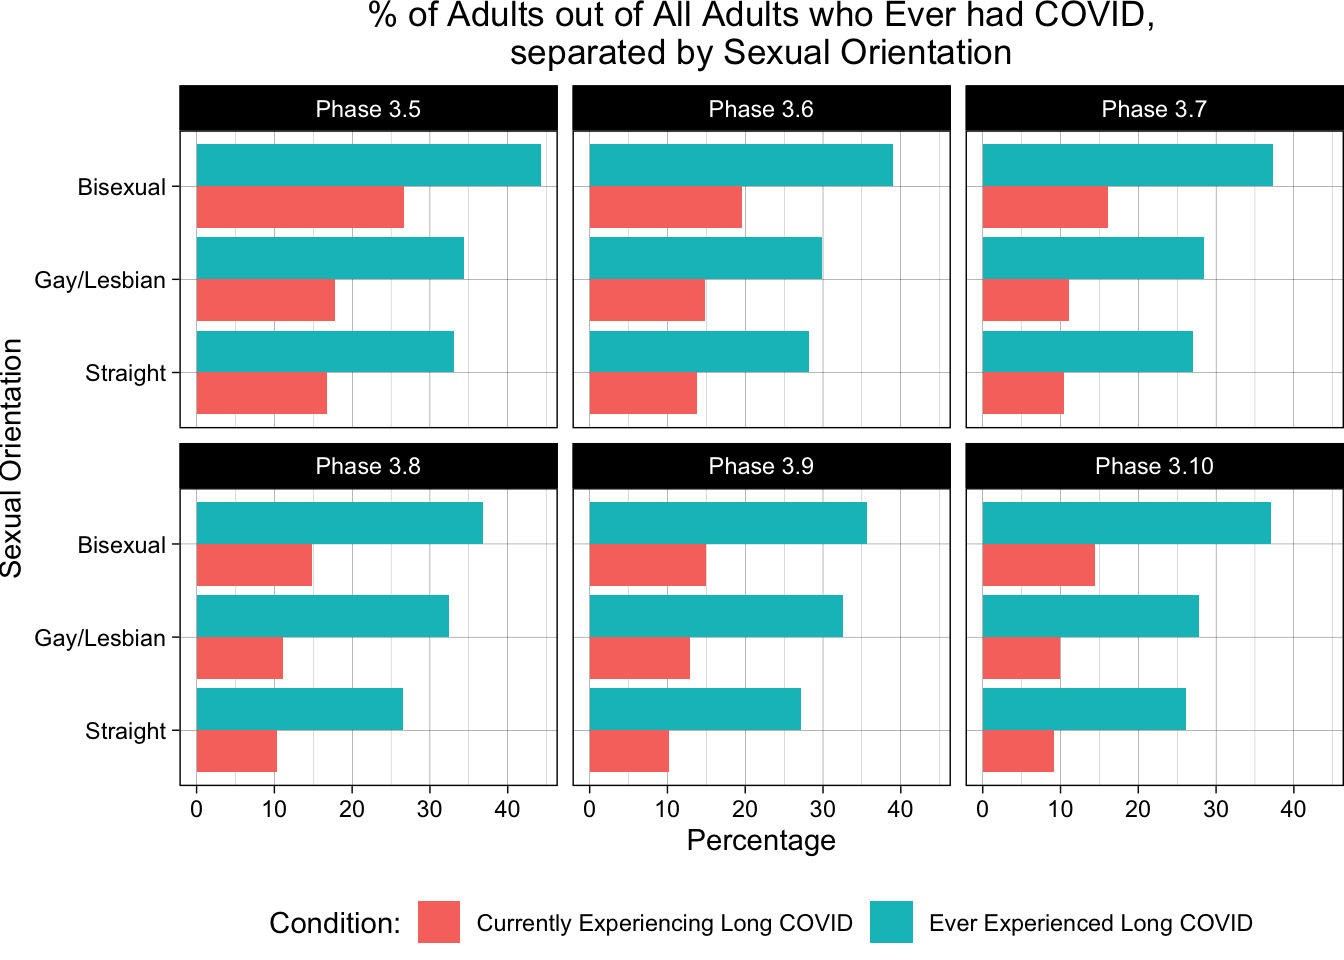 % of Adults out of All Adults who Ever had COVID,
separated by Sexual Orientation
Phase 3.5
Phase 3.6
Phase 3.7
Bisexual
Gay/Lesbian
Straight
Sexual Orientation
Phase 3.8
Phase 3.9
Phase 3.10
Bisexual
Gay/Lesbian
Straight
0 10 20 30 40
0 10 20 30 40
0 10 20 30 40
Percentage
Condition: Currently Experiencing Long COVID Ever Experienced Long COVID